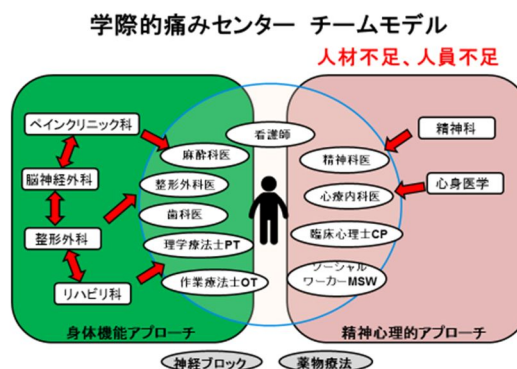 学際的痛みセンター チームモデル
人材不足、人員不足
ペインクリニック科
脳神経外科
整形外科
リハビリ科
看護師
麻酔科医
整形外科医
歯科医
理学療法士PT
作業療法士OT
精神科医
心療内科医
臨床心理士CP
ソーシャル
ワーカーMSW
精神科
心身医学
身体機能アプローチ
精神心理的アプローチ
神経ブロック
薬物療法